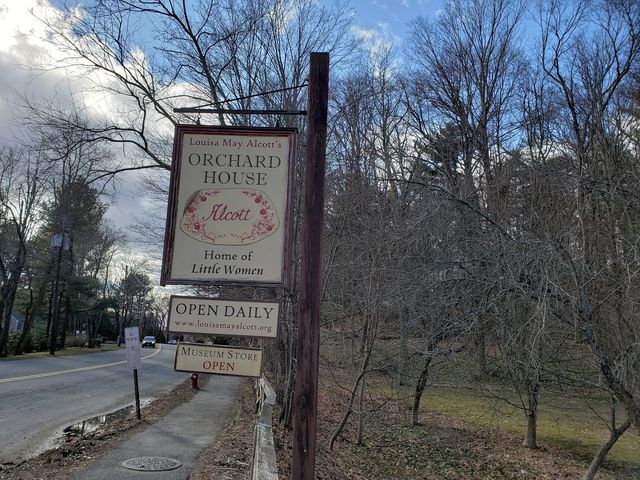 Louisa May Alcott's
ORCHARD
HOUSE
Alcott
Home of
Little Women
OPEN DAILY
www.louisamayalcott.org
MUSEUM STORE
OPEN